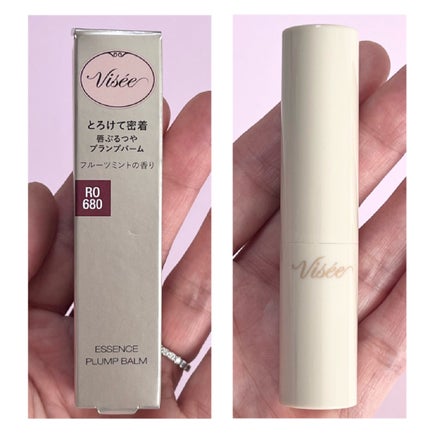 Visée
とろけて密着
唇ぷるつや
プランプバーム
フルーツミントの香り
RO
680
ESSENCE
PLUMP BALM
Visée